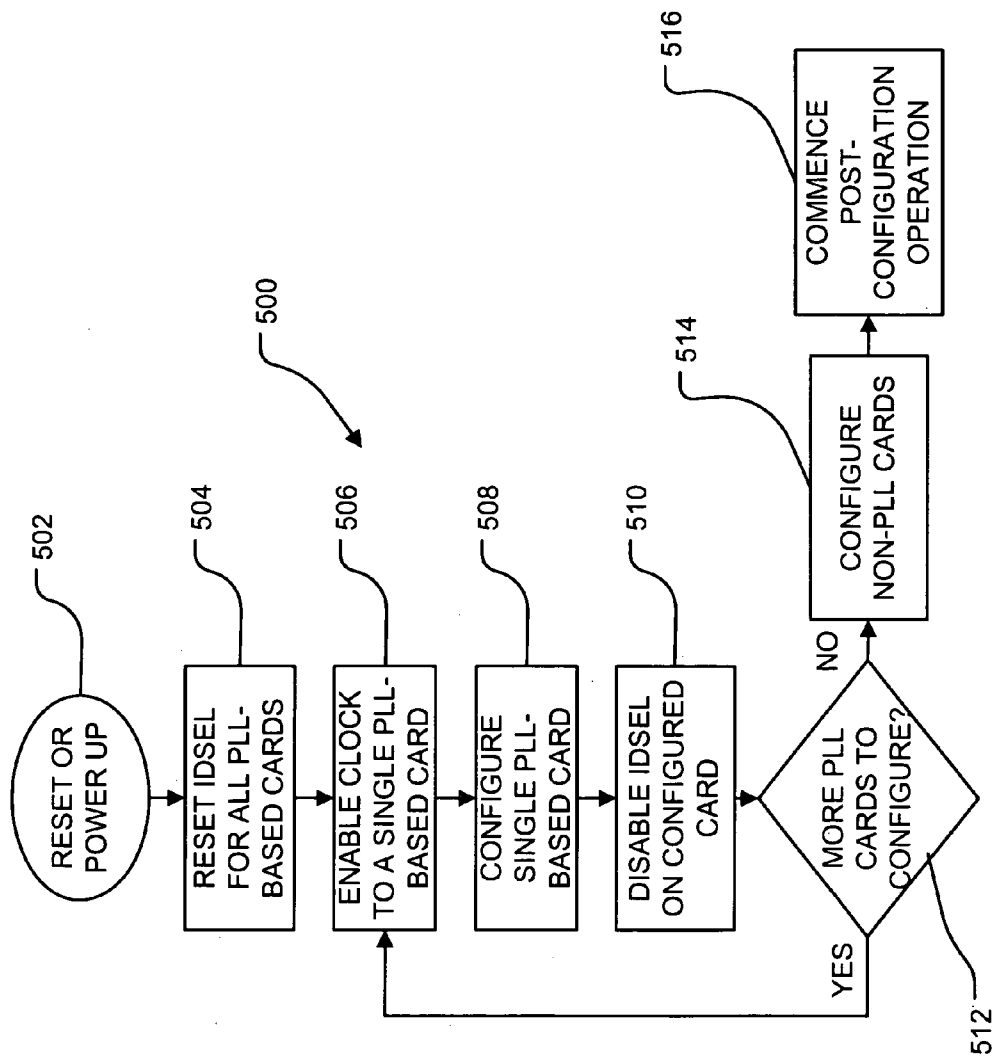 502
RESET OR
POWER UP
504
RESET IDSEL
FOR ALL PLL-
BASED CARDS
500
506
ENABLE CLOCK
TO A SINGLE PLL-
BASED CARD
508
CONFIGURE
SINGLE PLL-
BASED CARD
510
DISABLE IDSEL
ON CONFIGURED
CARD
MORE PLL
CARDS TO
CONFIGURE?
YES
NO
512
514
CONFIGURE
NON-PLL CARDS
516
COMMENCE
POST-
CONFIGURATION
OPERATION